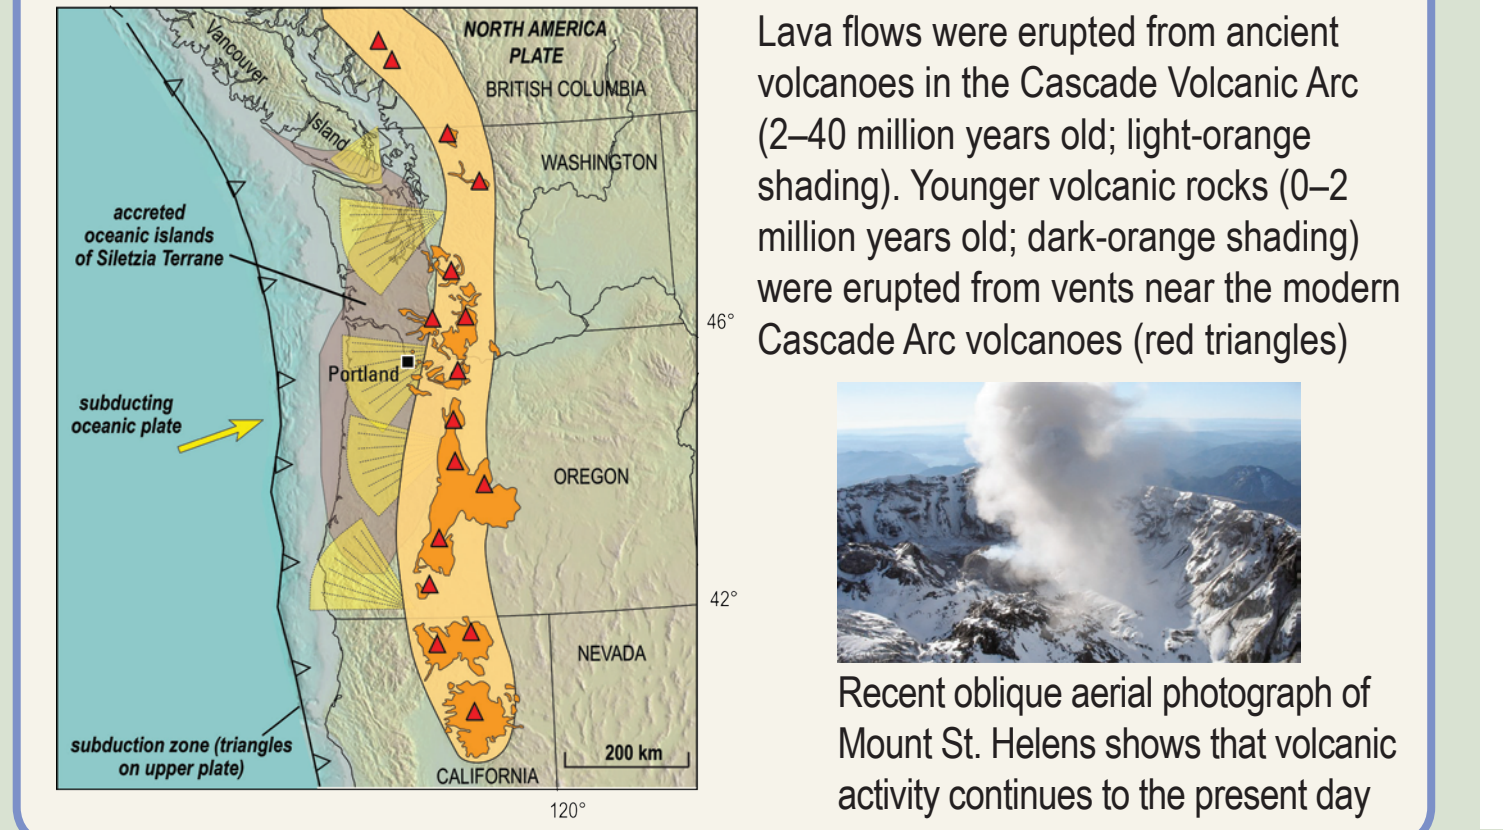 NORTH AMERICA
PLATE
BRITISH COLUMBIA
Vancouver
Island
WASHINGTON
accreted
oceanic islands
of Siletzia Terrane
46°
Portland
subducting
oceanic plate
OREGON
42°
NEVADA
subduction zone (triangles
on upper plate)
200 km
CALIFORNIA
120°
Lava flows were erupted from ancient
volcanoes in the Cascade Volcanic Arc
(2–40 million years old; light-orange
shading). Younger volcanic rocks (0–2
million years old; dark-orange shading)
were erupted from vents near the modern
Cascade Arc volcanoes (red triangles)
Recent oblique aerial photograph of
Mount St. Helens shows that volcanic
activity continues to the present day